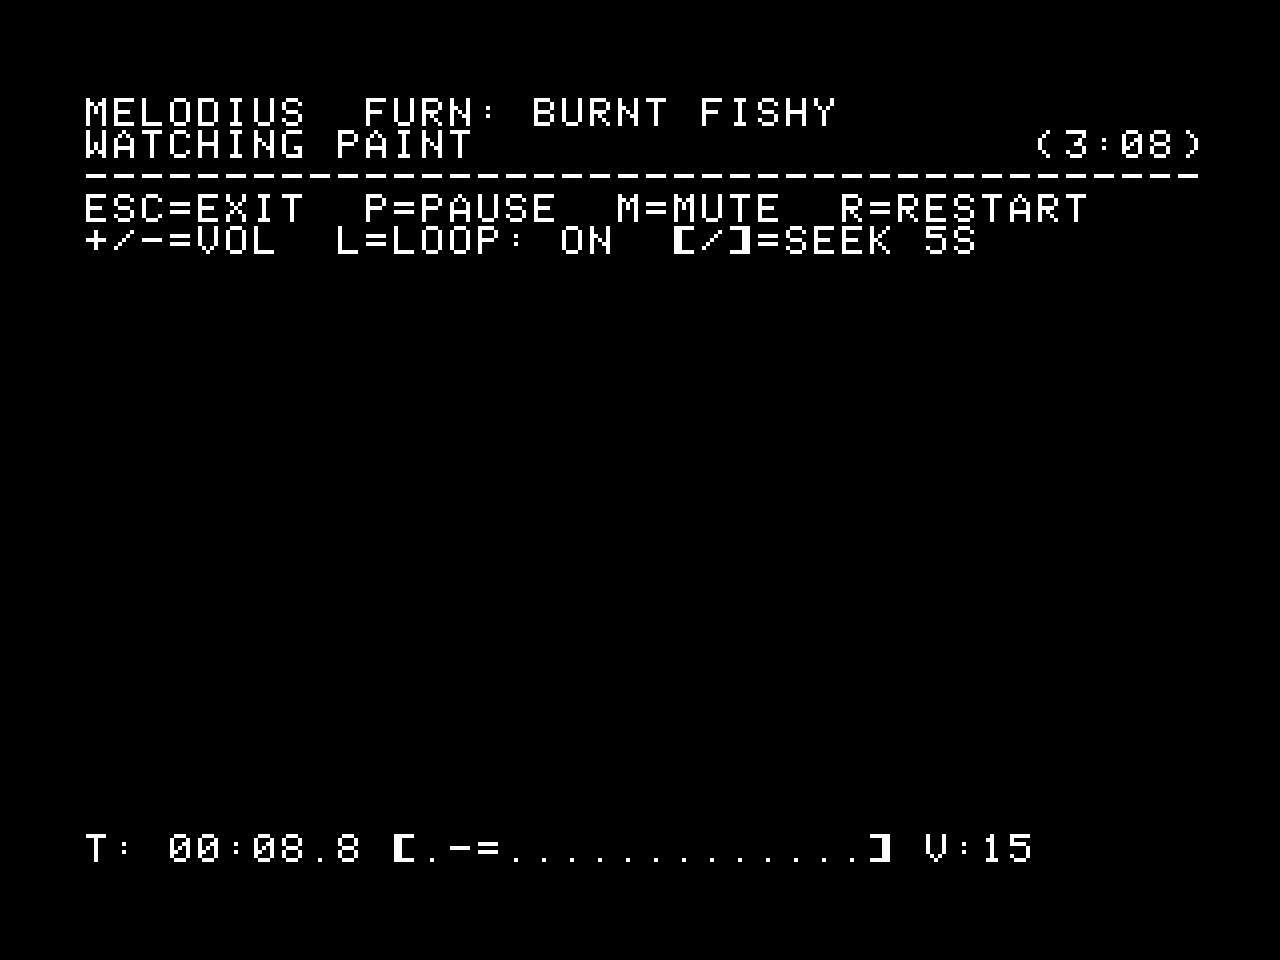 MELODIUS  FURN: BURNT FISHY
WATCHING PAINT                    (3:08)
----------------------------------------
ESC=EXIT  P=PAUSE  M=MUTE  R=RESTART
+/-=VOL  L=LOOP: ON  [/]=SEEK 5S
T: 00:08.8 [.-=.............] V:15